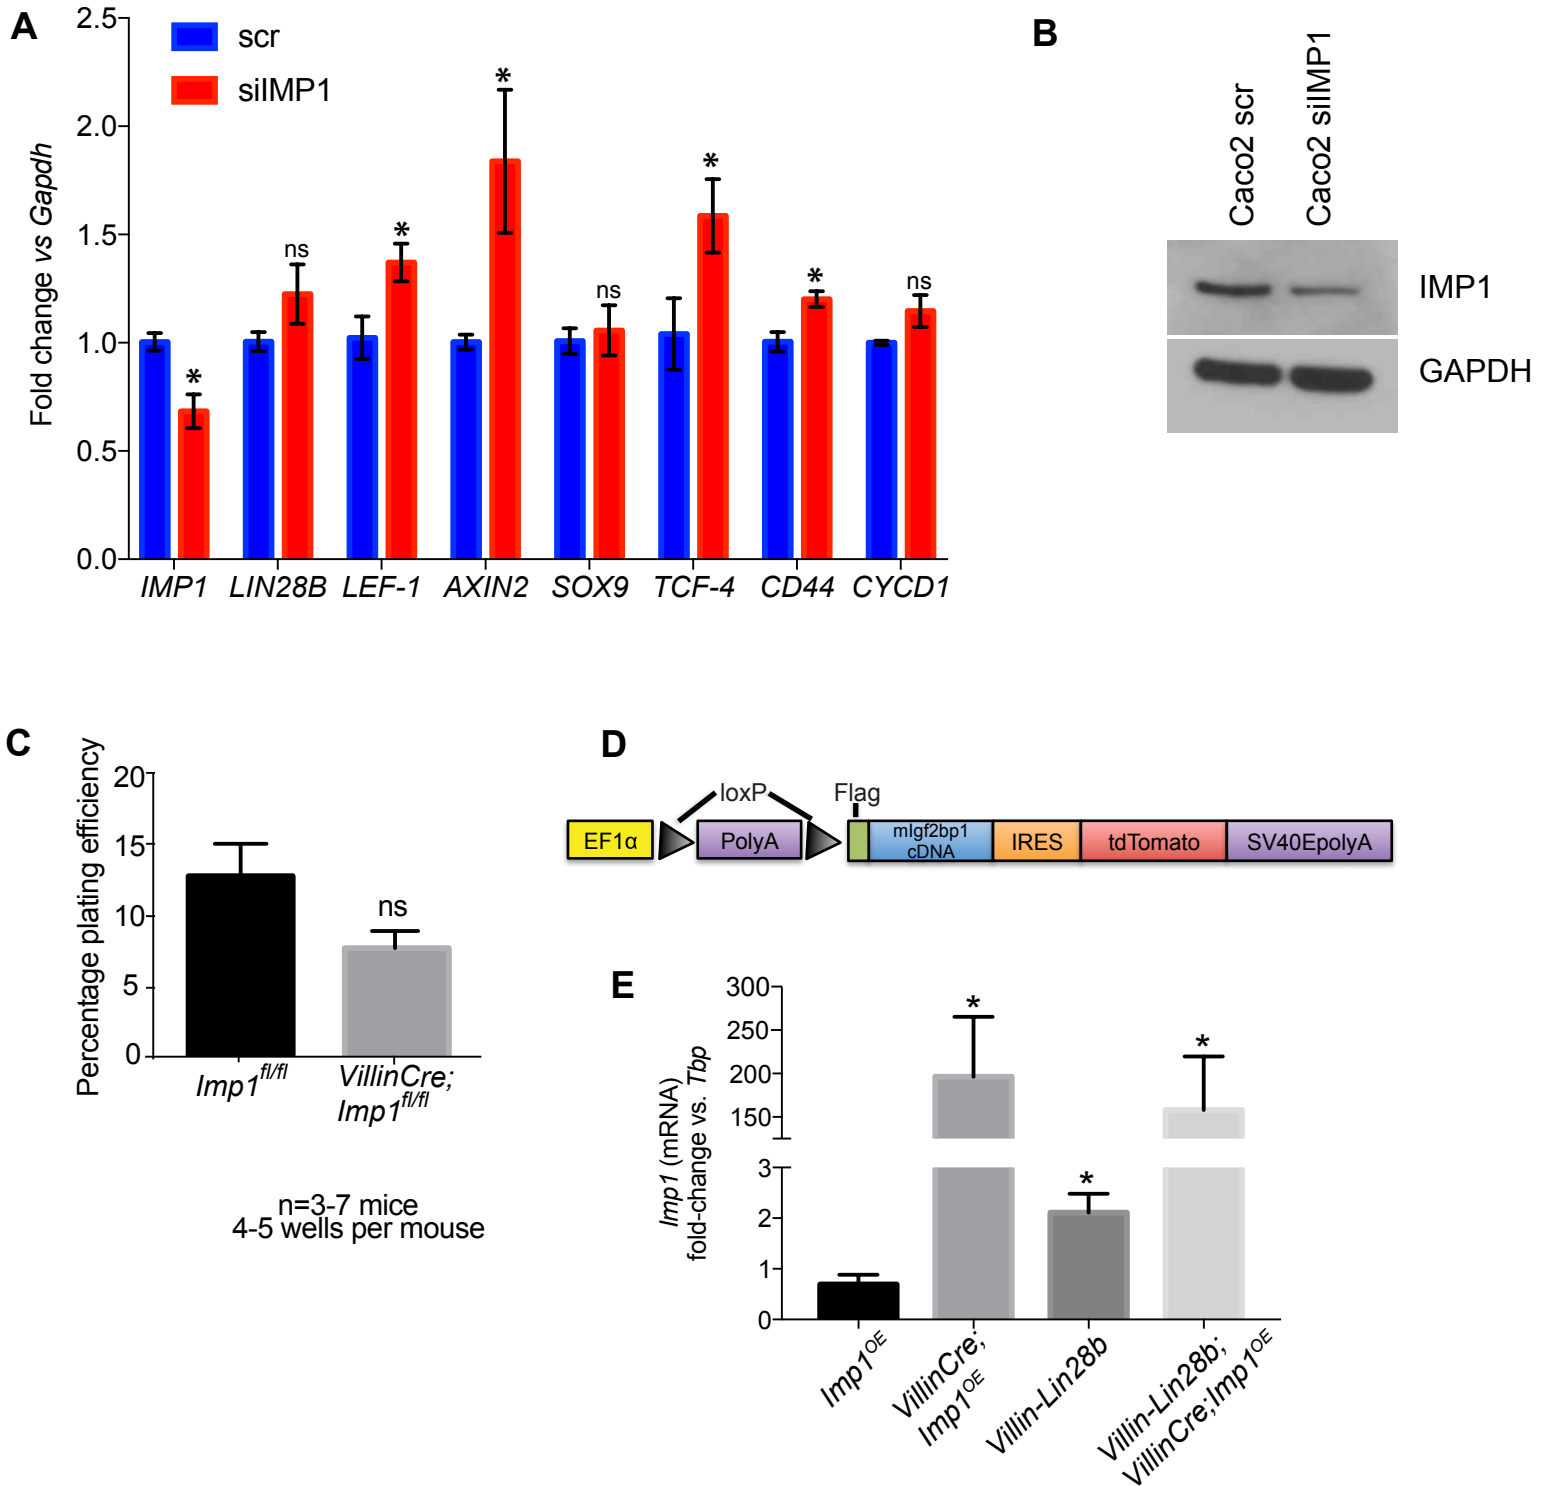 A
2.5
2.0
1.5
1.0
0.5
0.0
Fold change vs Gapdh
scr
siIMP1
*
ns
*
*
ns
*
*
ns
IMP1 LIN28B LEF-1 AXIN2 SOX9 TCF-4 CD44 CYCD1
B
Caco2 scr
Caco2 siIMP1
IMP1
GAPDH
C
Percentage plating efficiency
20
15
10
5
0
ns
Imp1fl/fl
VillinCre;
Imp1fl/fl
n=3-7 mice
4-5 wells per mouse
D
loxP
Flag
EF1α
PolyA
mIgf2bp1
cDNA
IRES
tdTomato
SV40EpolyA
E
Imp1 (mRNA)
fold-change vs. Tbp
300
250
200
150
3
2
1
0
*
*
*
Imp1OE
VillinCre;
Imp1OE
Villin-Lin28b
Villin-Lin28b;
VillinCre;Imp1OE